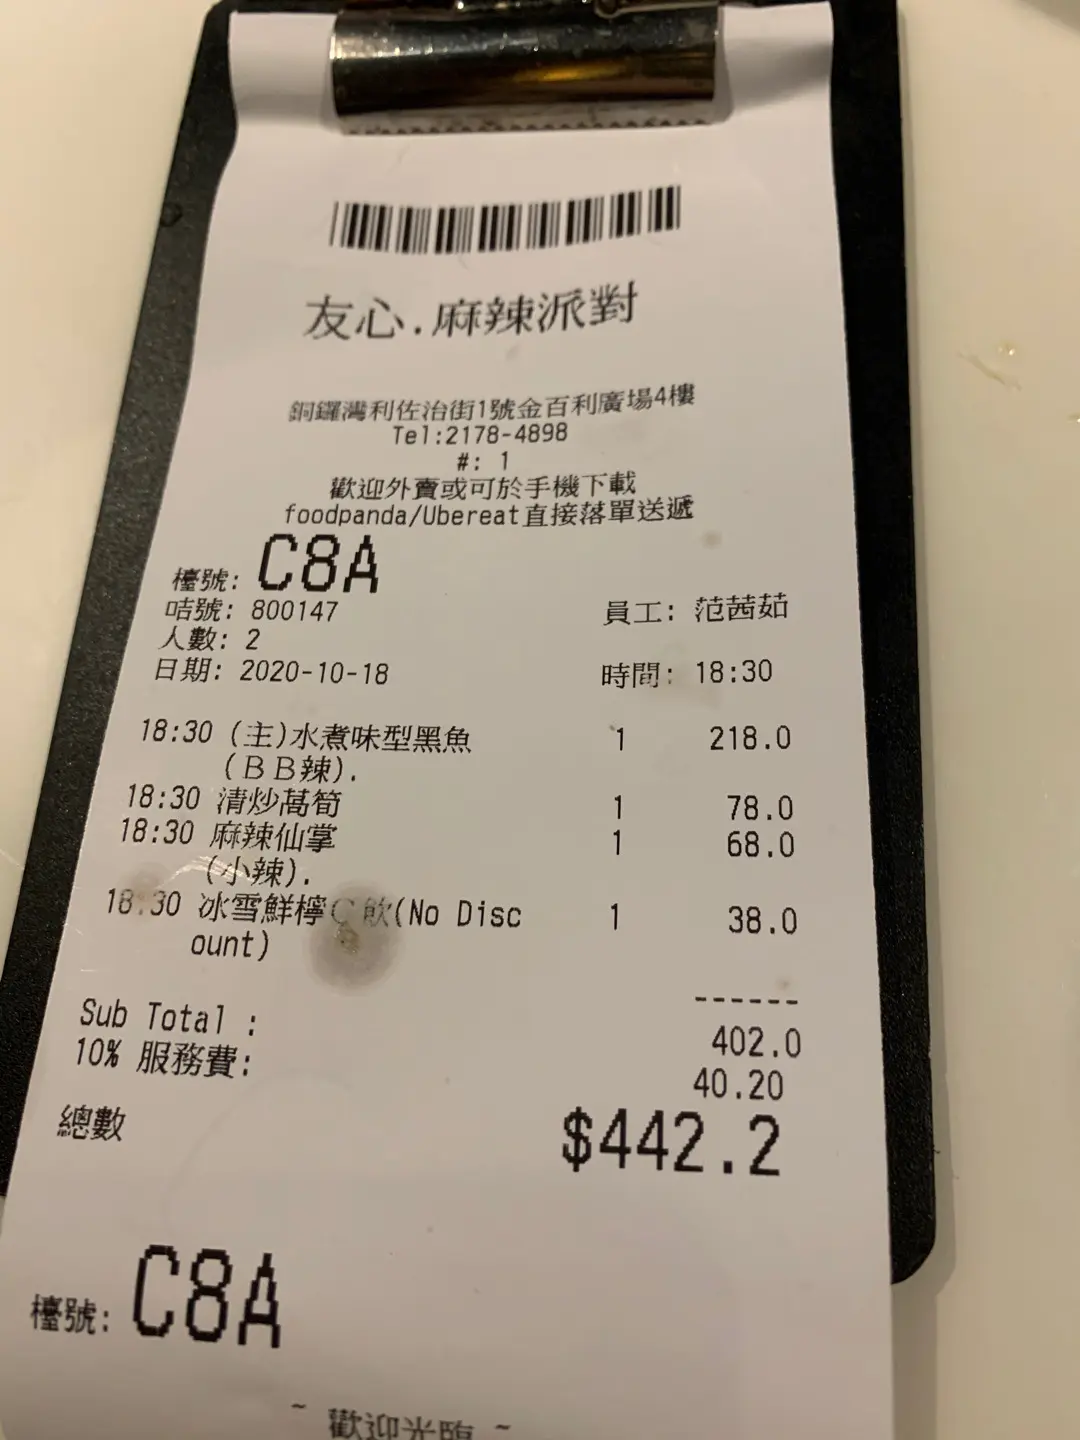 友心.麻辣派對
銅鑼灣利佐治街1號金百利廣場4樓
Tel:2178-4898
#: 1
歡迎外賣或可於手機下載
foodpanda/Ubereat直接落單送遞
檯號: C8A
咭號: 800147 員工: 范茜茹
人數: 2
日期: 2020-10-18 時間: 18:30
18:30 (主)水煮味型黑魚 1 218.0
(ＢＢ辣).
18:30 清炒萵筍 1 78.0
18:30 麻辣仙掌 1 68.0
(小辣).
18:30 冰雪鮮檸C飲(No Disc 1 38.0
ount)
------
Sub Total : 402.0
10% 服務費: 40.20
總數 $442.2
檯號: C8A
~ 歡迎光臨 ~